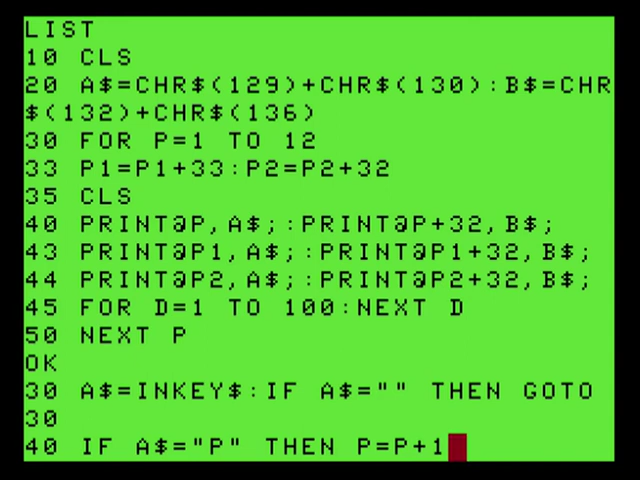 LIST
10 CLS
20 A$=CHR$(129)+CHR$(130):B$=CHR
$(132)+CHR$(136)
30 FOR P=1 TO 12
33 P1=P1+33:P2=P2+32
35 CLS
40 PRINT@P,A$;:PRINT@P+32,B$;
43 PRINT@P1,A$;:PRINT@P1+32,B$;
44 PRINT@P2,A$;:PRINT@P2+32,B$;
45 FOR D=1 TO 100:NEXT D
50 NEXT P
OK
30 A$=INKEY$:IF A$="" THEN GOTO
30
40 IF A$="P" THEN P=P+1